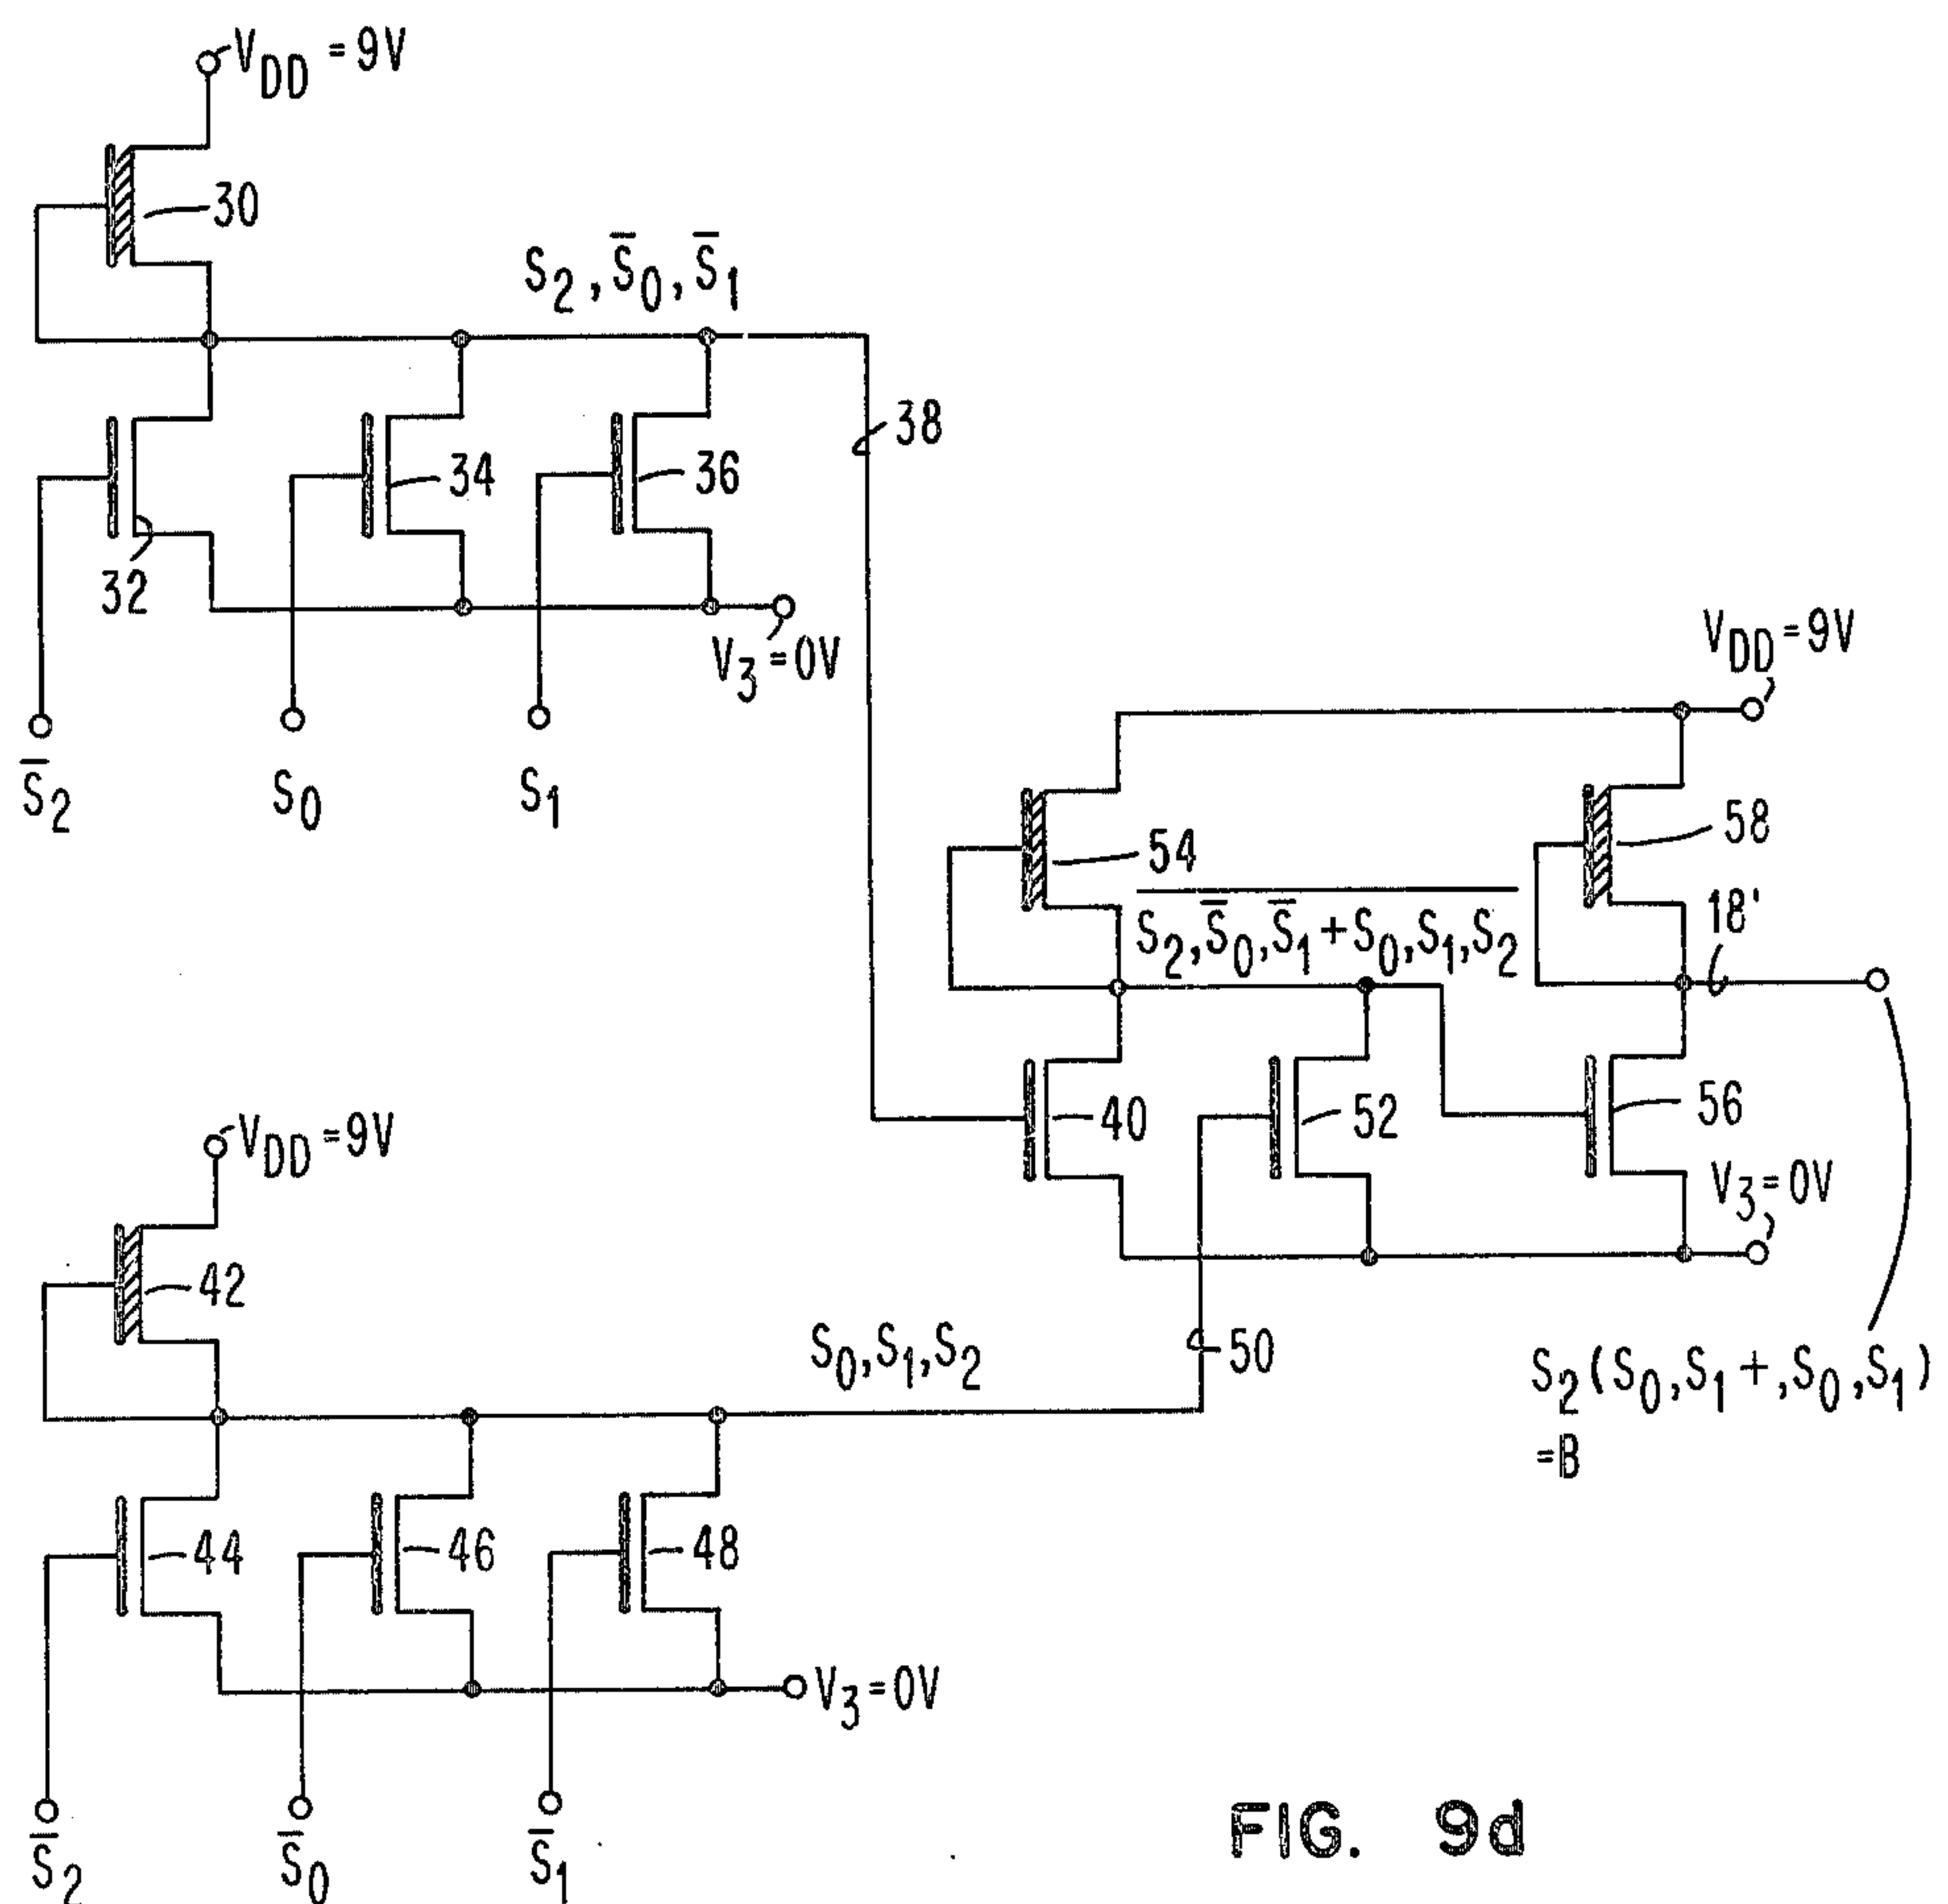 V_DD = 9V
30
S_2, S̅_0, S̅_1
38
34
36
32
V_3 = 0V
S̅_2
S_0
S_1
V_DD = 9V
58
54
18'
\overline{S_2, S̅_0, S̅_1 + S_0, S_1, S_2}
40
52
56
V_3 = 0V
V_DD = 9V
42
S_0, S_1, S_2
50
S_2 (S_0, S_1 + , S_0, S_1)
=B
44
46
48
V_3 = 0V
S̅_2
S̅_0
S̅_1
FIG. 9d